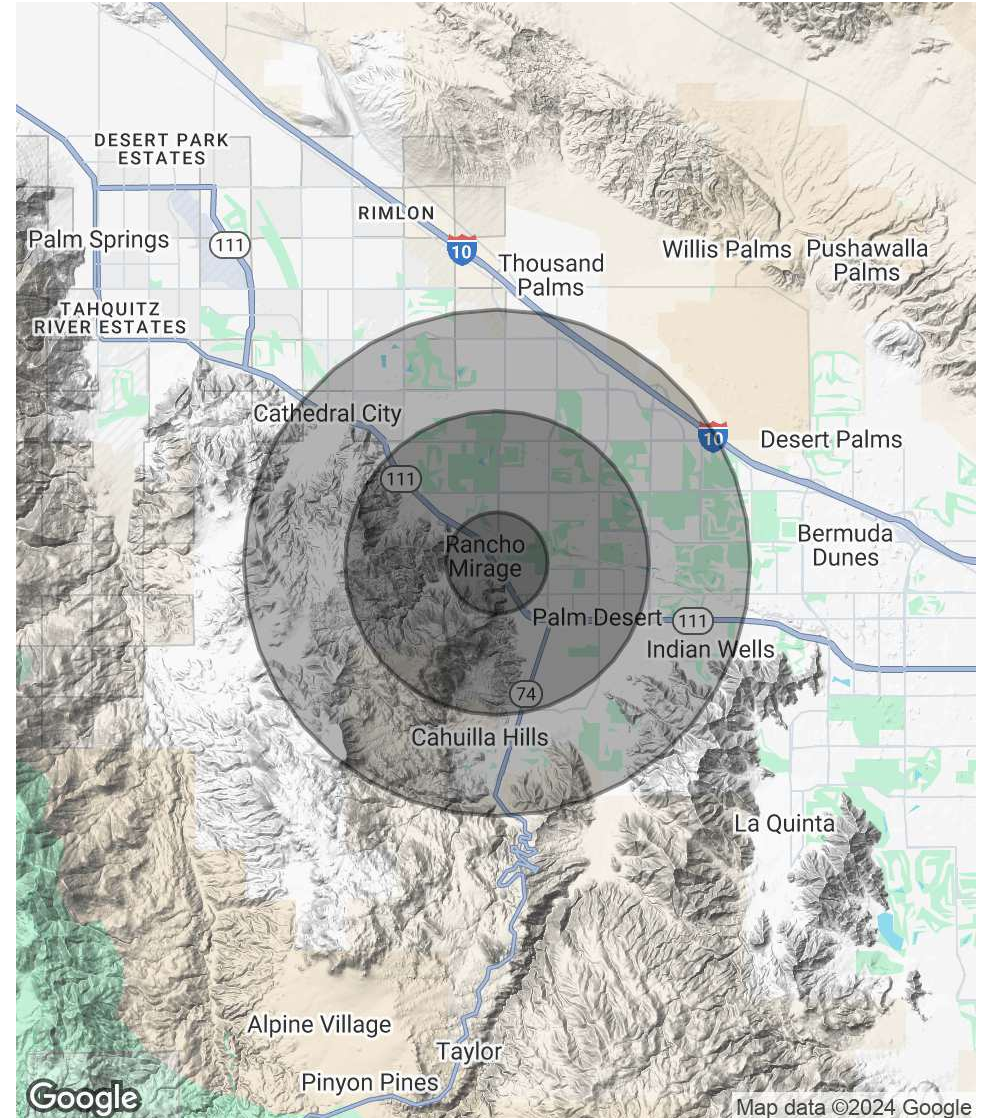 DESERT PARK
ESTATES
RIMLON
Palm Springs
111
10
Willis Palms
Pushawalla
Palms
Thousand
Palms
TAHQUITZ
RIVER ESTATES
Cathedral City
10
Desert Palms
111
Bermuda
Dunes
Rancho
Mirage
Palm Desert
111
Indian Wells
74
Cahuilla Hills
La Quinta
Alpine Village
Taylor
Pinyon Pines
Google
Map data ©2024 Google